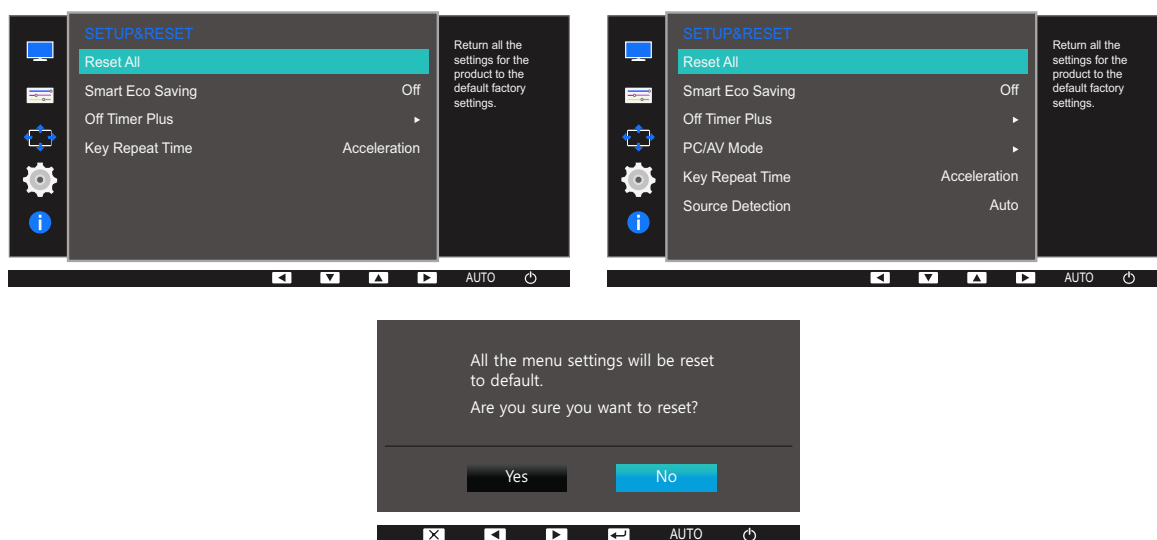 SETUP&RESET
Reset All
Smart Eco Saving Off
Off Timer Plus
Key Repeat Time Acceleration
Return all the
settings for the
product to the
default factory
settings.
AUTO
SETUP&RESET
Reset All
Smart Eco Saving Off
Off Timer Plus
PC/AV Mode
Key Repeat Time Acceleration
Source Detection Auto
Return all the
settings for the
product to the
default factory
settings.
AUTO
All the menu settings will be reset
to default.
Are you sure you want to reset?
Yes No
AUTO